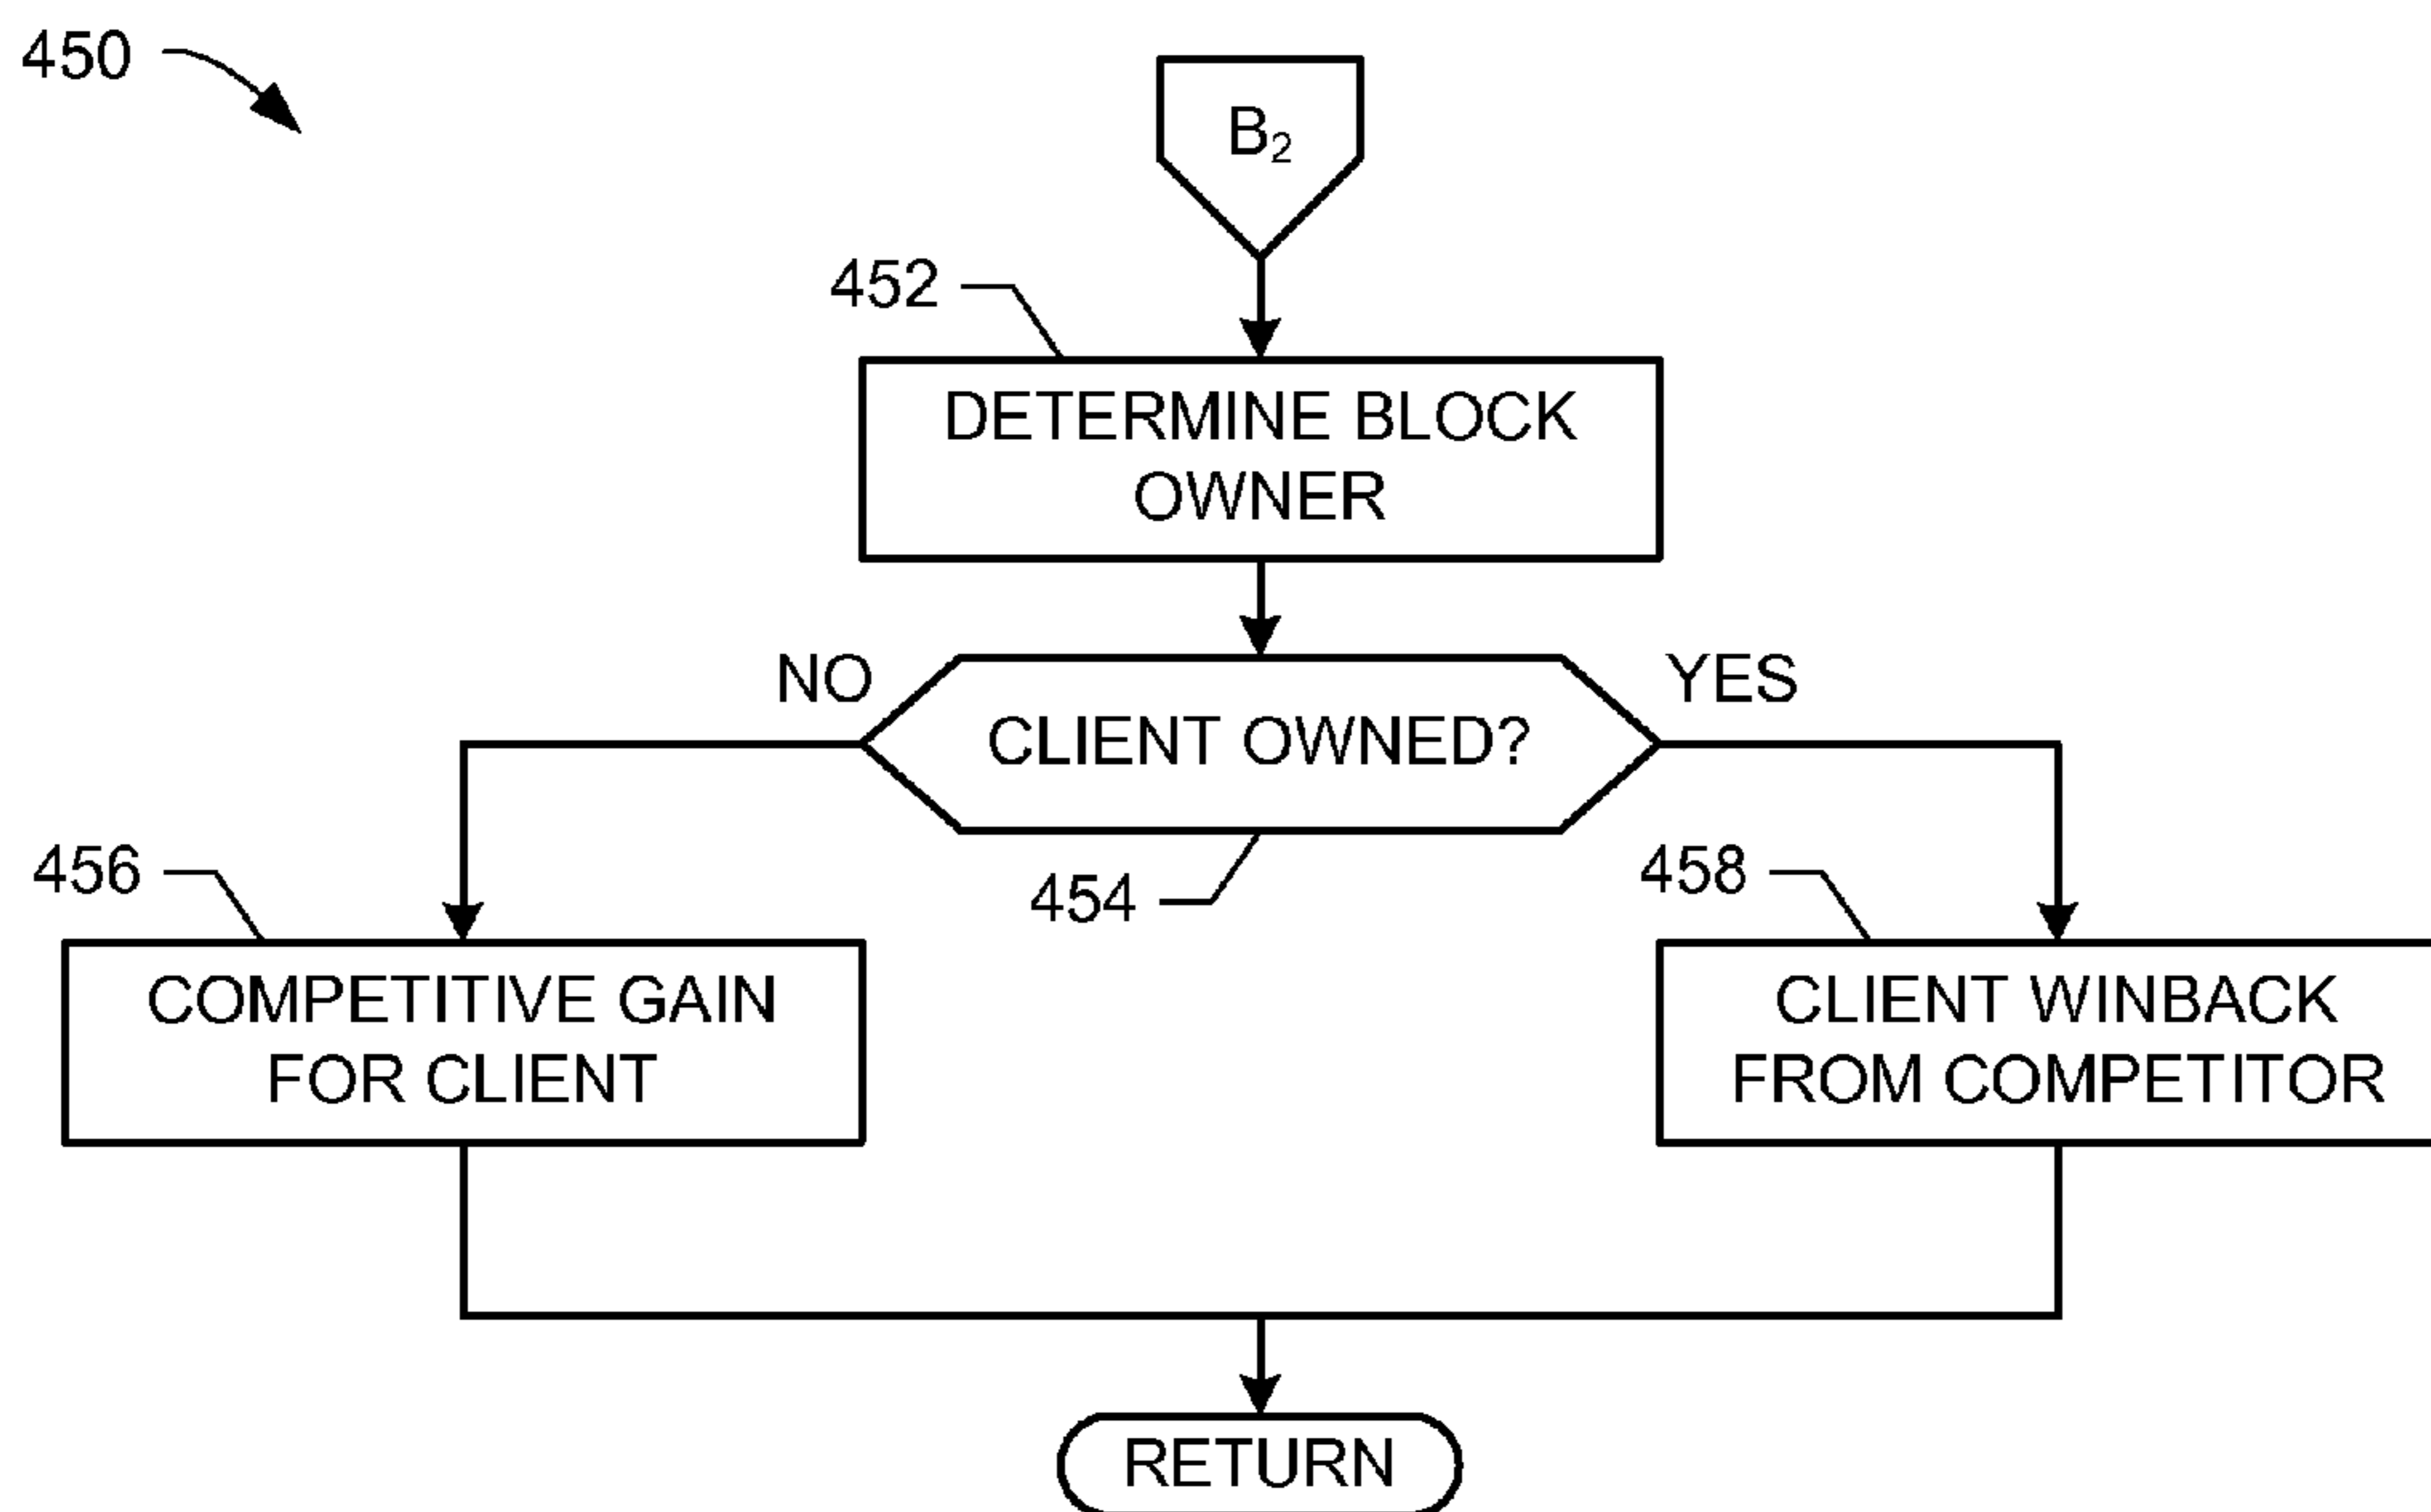 450
B₂
452
DETERMINE BLOCK
OWNER
NO
YES
CLIENT OWNED?
454
456
458
COMPETITIVE GAIN
FOR CLIENT
CLIENT WINBACK
FROM COMPETITOR
RETURN